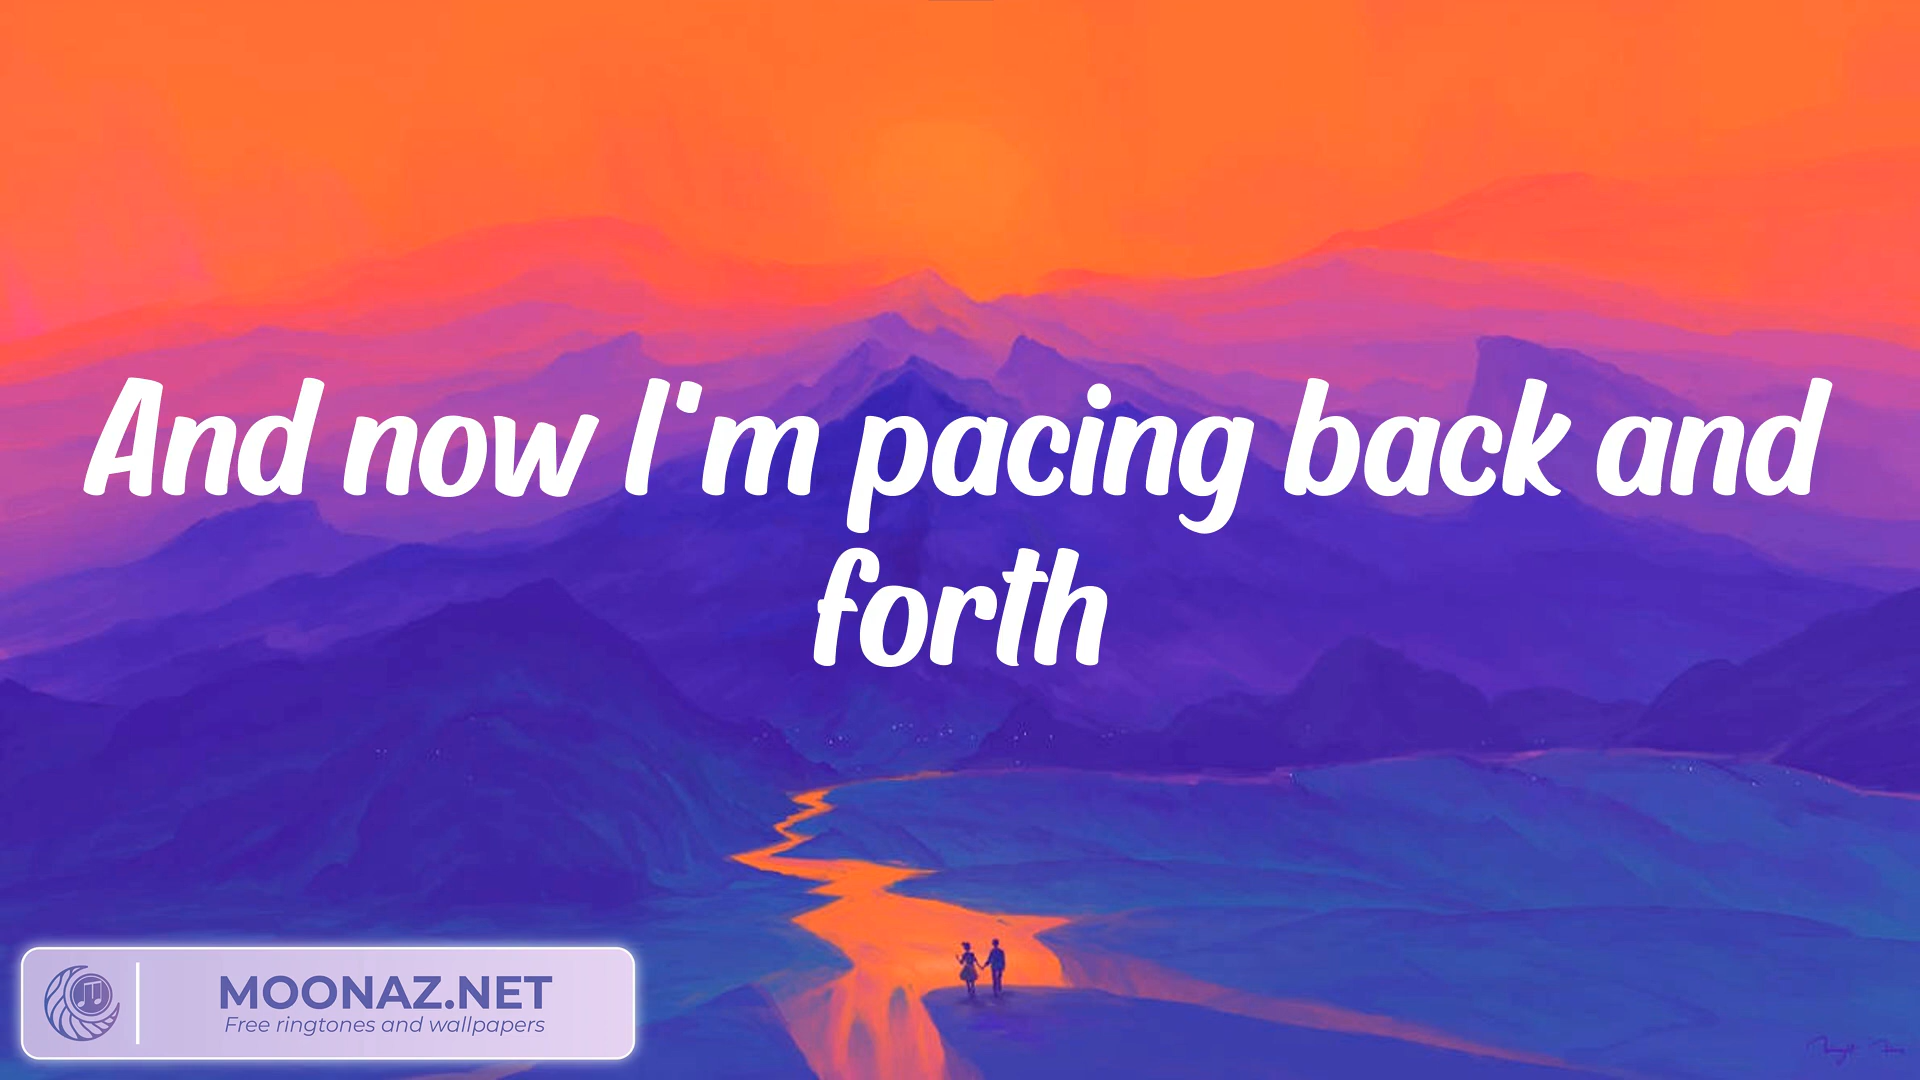 And now I'm pacing back and
forth
MOONAZ.NET
Free ringtones and wallpapers